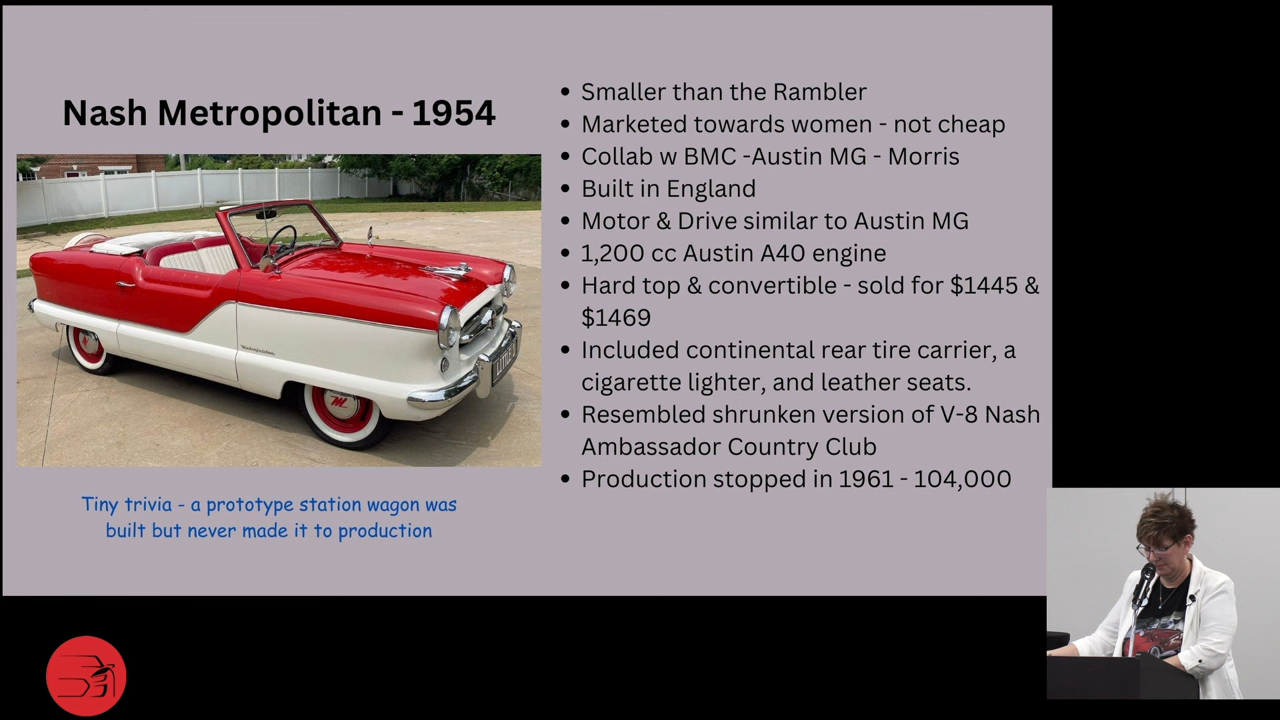 Nash Metropolitan - 1954
Smaller than the Rambler
Marketed towards women - not cheap
Collab w BMC -Austin MG - Morris
Built in England
Motor & Drive similar to Austin MG
1,200 cc Austin A40 engine
Hard top & convertible - sold for $1445 &
$1469
Included continental rear tire carrier, a
cigarette lighter, and leather seats.
Resembled shrunken version of V-8 Nash
Ambassador Country Club
Production stopped in 1961 - 104,000
Tiny trivia - a prototype station wagon was
built but never made it to production